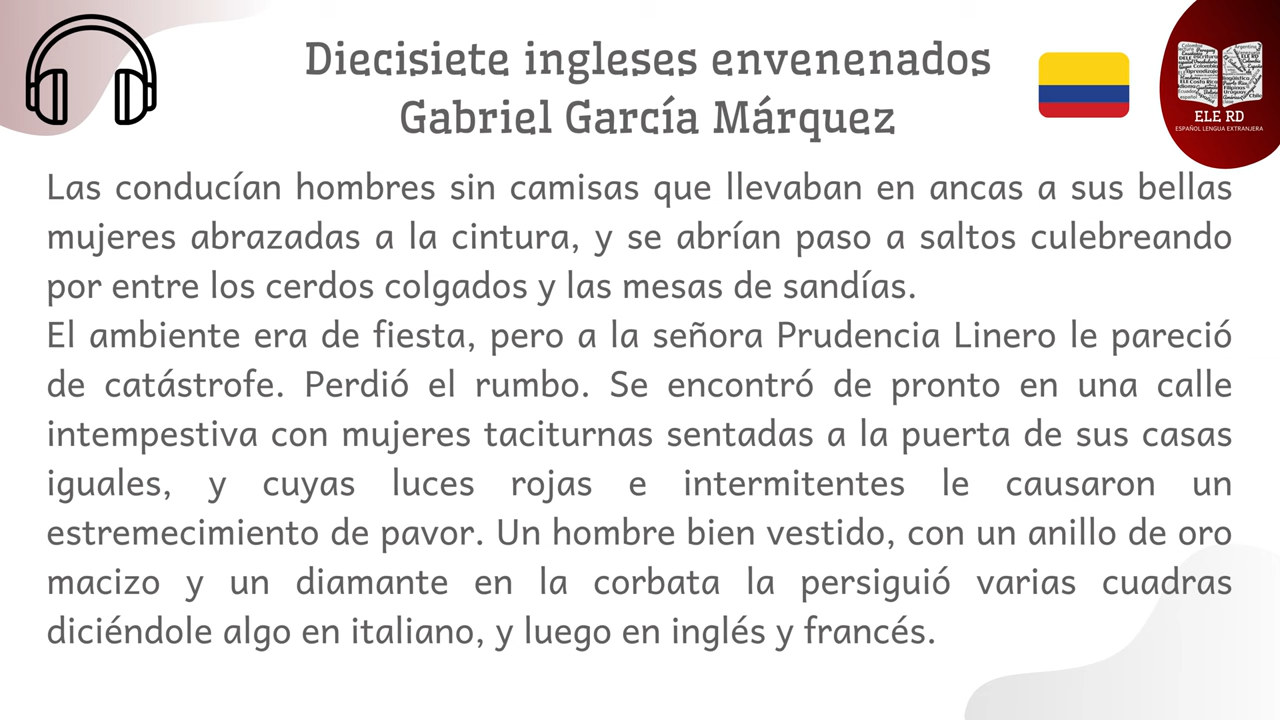 Diecisiete ingleses envenenados
Gabriel García Márquez
ELE RD
ESPAÑOL LENGUA EXTRANJERA
Las conducían hombres sin camisas que llevaban en ancas a sus bellas
mujeres abrazadas a la cintura, y se abrían paso a saltos culebreando
por entre los cerdos colgados y las mesas de sandías.
El ambiente era de fiesta, pero a la señora Prudencia Linero le pareció
de catástrofe. Perdió el rumbo. Se encontró de pronto en una calle
intempestiva con mujeres taciturnas sentadas a la puerta de sus casas
iguales, y cuyas luces rojas e intermitentes le causaron un
estremecimiento de pavor. Un hombre bien vestido, con un anillo de oro
macizo y un diamante en la corbata la persiguió varias cuadras
diciéndole algo en italiano, y luego en inglés y francés.